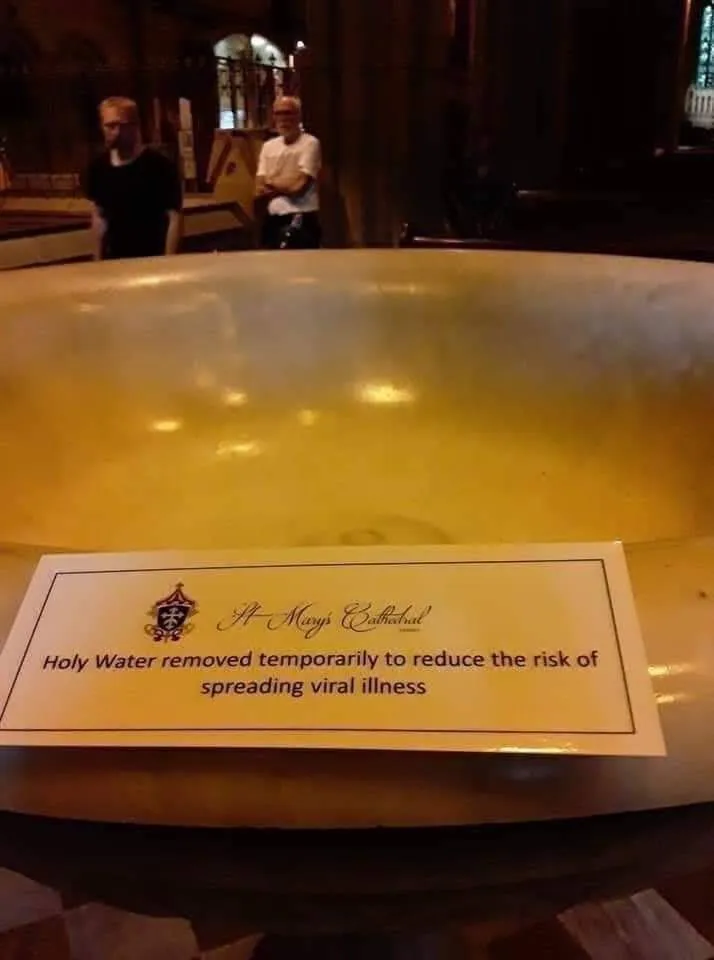 St Mary's Cathedral
Holy Water removed temporarily to reduce the risk of
spreading viral illness